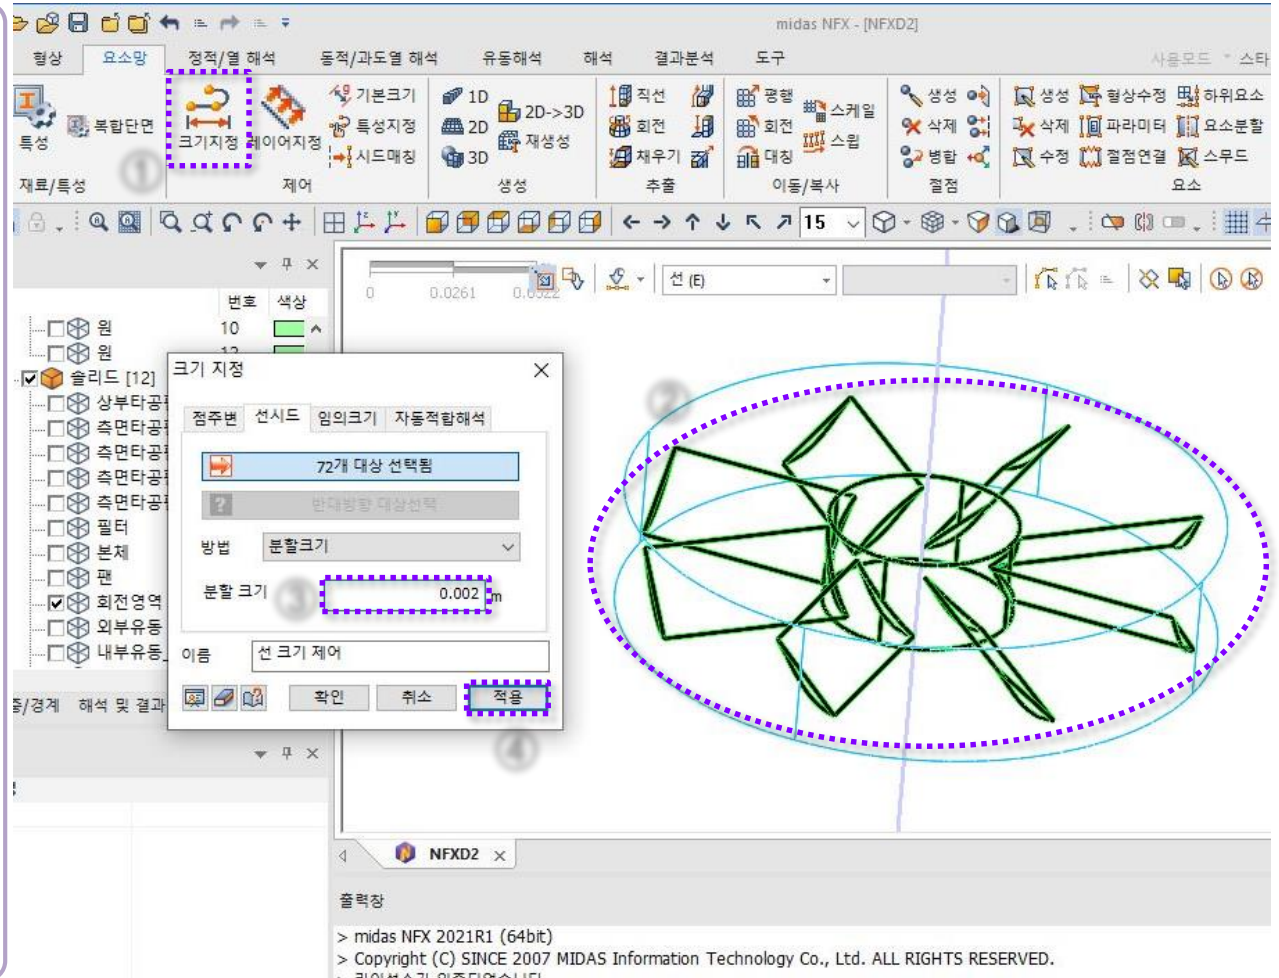 midas NFX - [NFXD2]
형상 요소망 정적/열 해석 동적/과도열 해석 유동해석 해석 결과분석 도구 사용모드 스타
특성 복합단면
①
재료/특성
크기지정 레이어지정
기본크기
특성지정
시드매칭
제어
1D
2D
3D
2D->3D
재생성
생성
직선
회전
채우기
추출
평행
회전
대칭
스케일
스윕
이동/복사
생성
삭제
병합
절점
생성 형상수정 하위요소
삭제 파라미터 요소분할
수정 절점연결 스무드
요소
15
번호 색상
원 10
원 12
솔리드 [12]
상부타공
측면타공
측면타공
측면타공
측면타공
필터
본체
팬
회전영역
외부유동
내부유동_
해석 및 결과
크기 지정
점주변 선시드 임의크기 자동적합해석
72개 대상 선택됨
반대방향 대상선택
방법 분할크기
분할 크기 ③ 0.002 m
이름 선 크기 제어
확인 취소 적용
④
0 0.0261
선 (E)
②
NFXD2
출력창
> midas NFX 2021R1 (64bit)
> Copyright (C) SINCE 2007 MIDAS Information Technology Co., Ltd. ALL RIGHTS RESERVED.